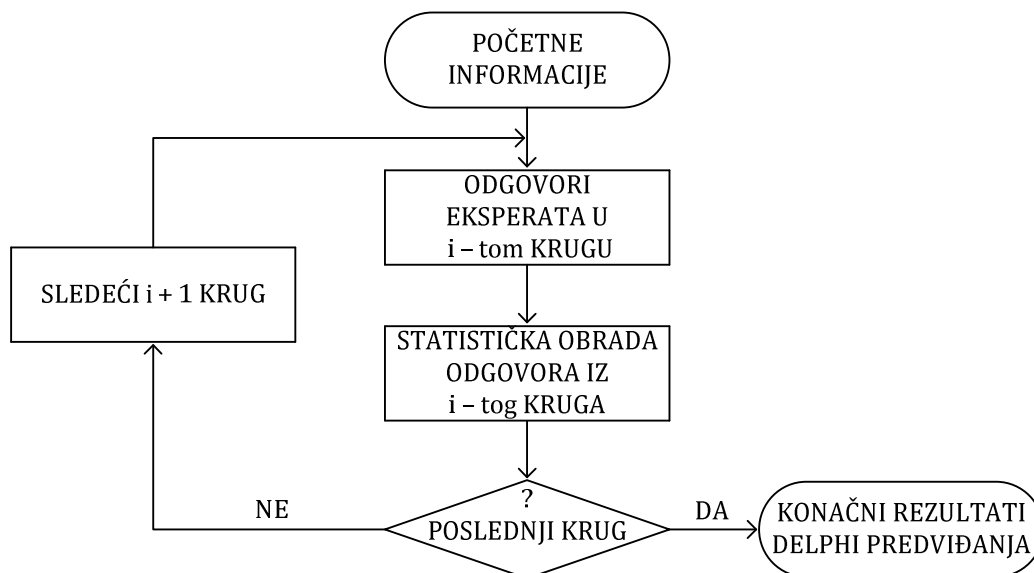 POČETNE
INFORMACIJE
ODGOVORI
EKSPERATA U
i – tom KRUGU
SLEDEĆI i + 1 KRUG
STATISTIČKA OBRADA
ODGOVORA IZ
i – tog KRUGA
NE
?
POSLEDNJI KRUG
DA
KONAČNI REZULTATI
DELPHI PREDVIĐANJA